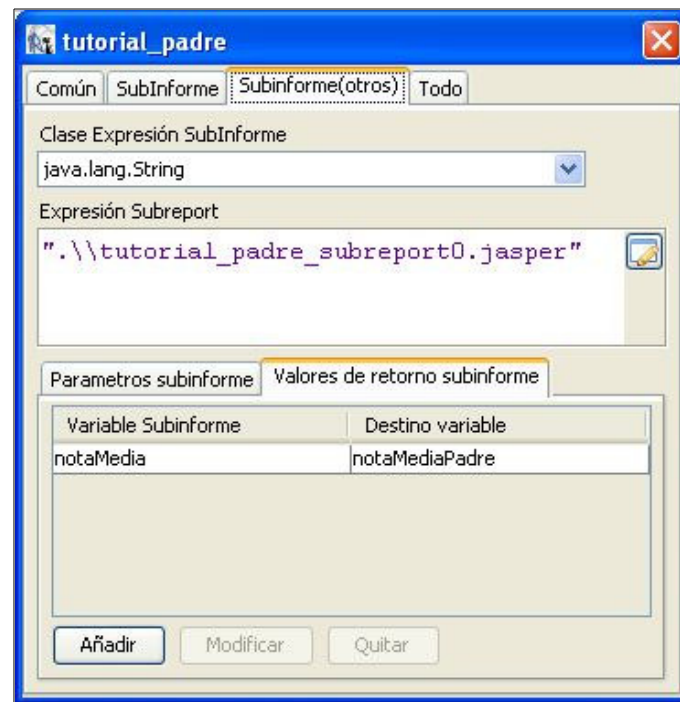 tutorial_padre
Común SubInforme Subinforme(otros) Todo
Clase Expresión SubInforme
java.lang.String
Expresión Subreport
".\\tutorial_padre_subreport0.jasper"
Parametros subinforme Valores de retorno subinforme
Variable Subinforme Destino variable
notaMedia notaMediaPadre
Añadir Modificar Quitar